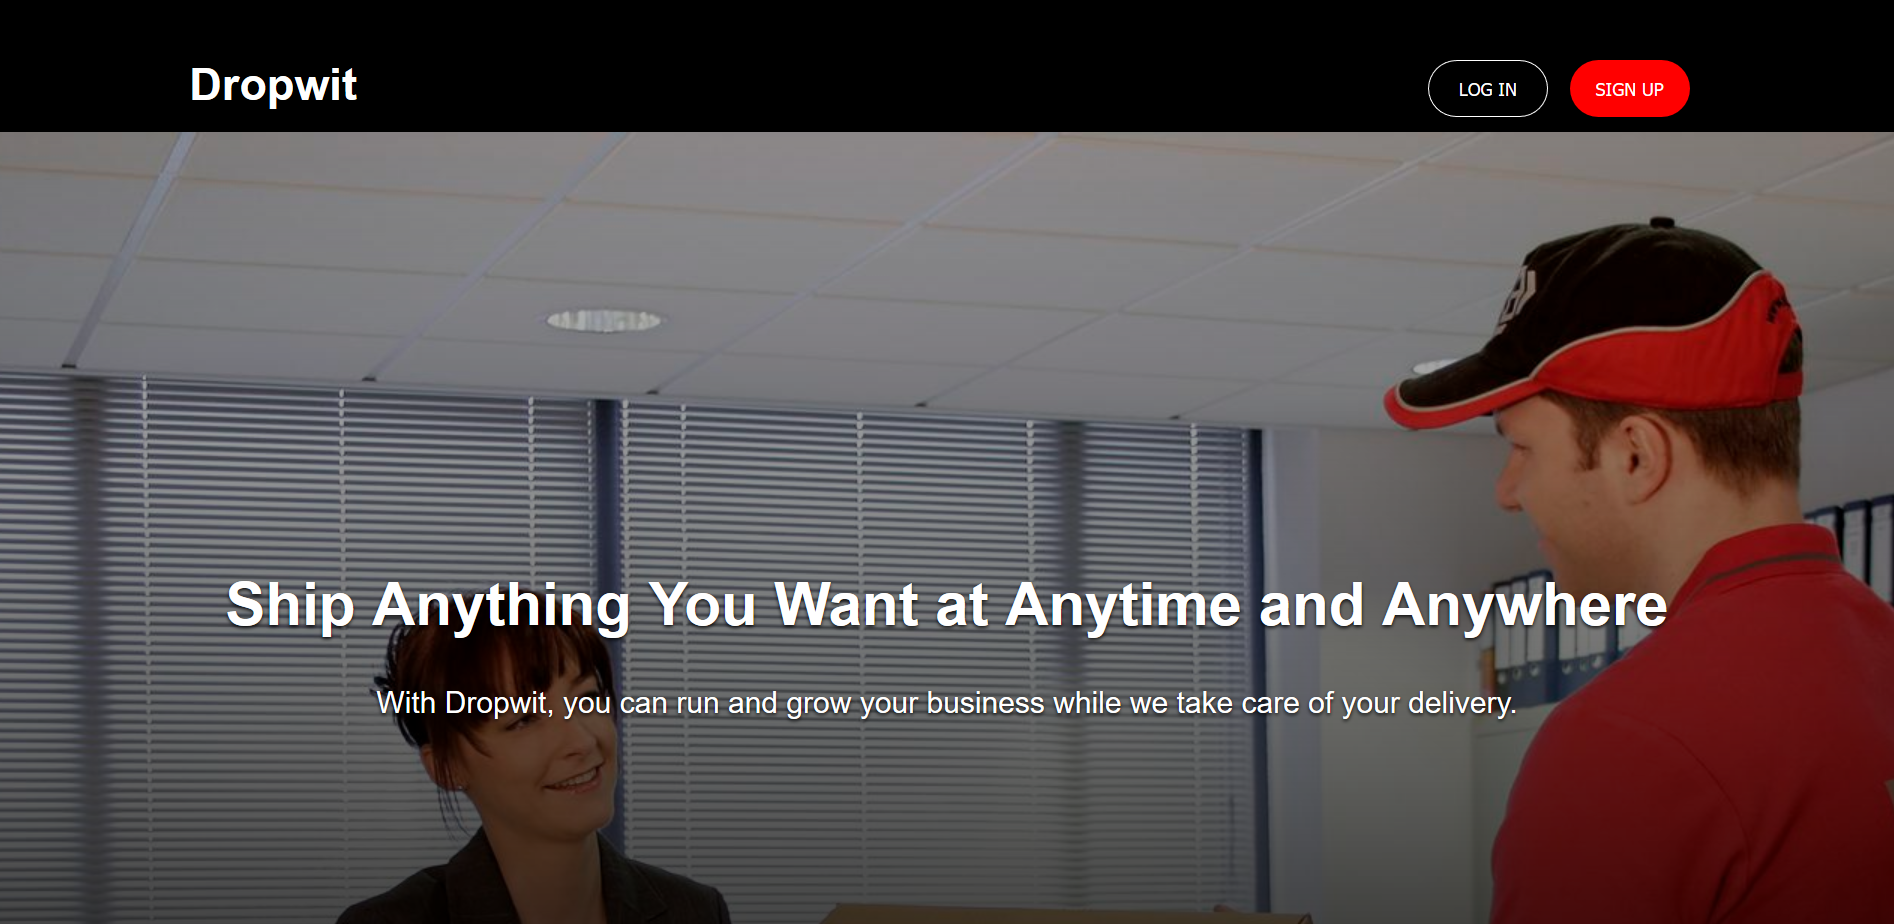 Dropwit
LOG IN
SIGN UP
Ship Anything You Want at Anytime and Anywhere
With Dropwit, you can run and grow your business while we take care of your delivery.